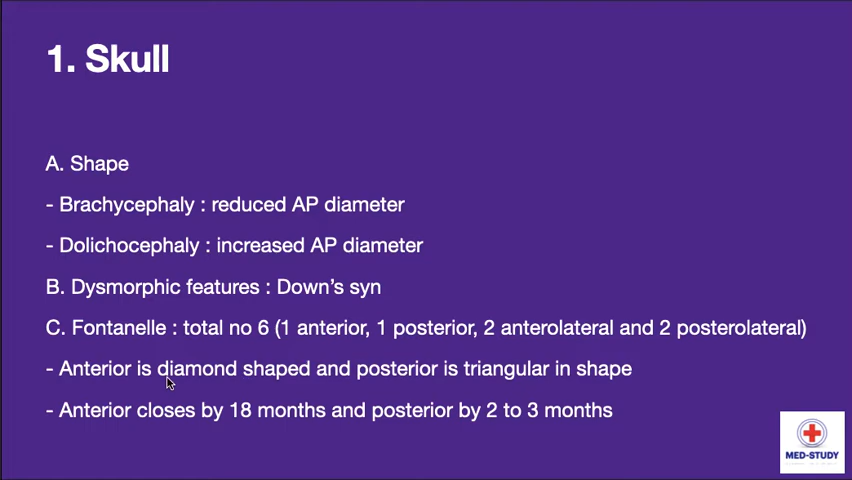 1. Skull
A. Shape
- Brachycephaly : reduced AP diameter
- Dolichocephaly : increased AP diameter
B. Dysmorphic features : Down’s syn
C. Fontanelle : total no 6 (1 anterior, 1 posterior, 2 anterolateral and 2 posterolateral)
- Anterior is diamond shaped and posterior is triangular in shape
- Anterior closes by 18 months and posterior by 2 to 3 months
MED-STUDY